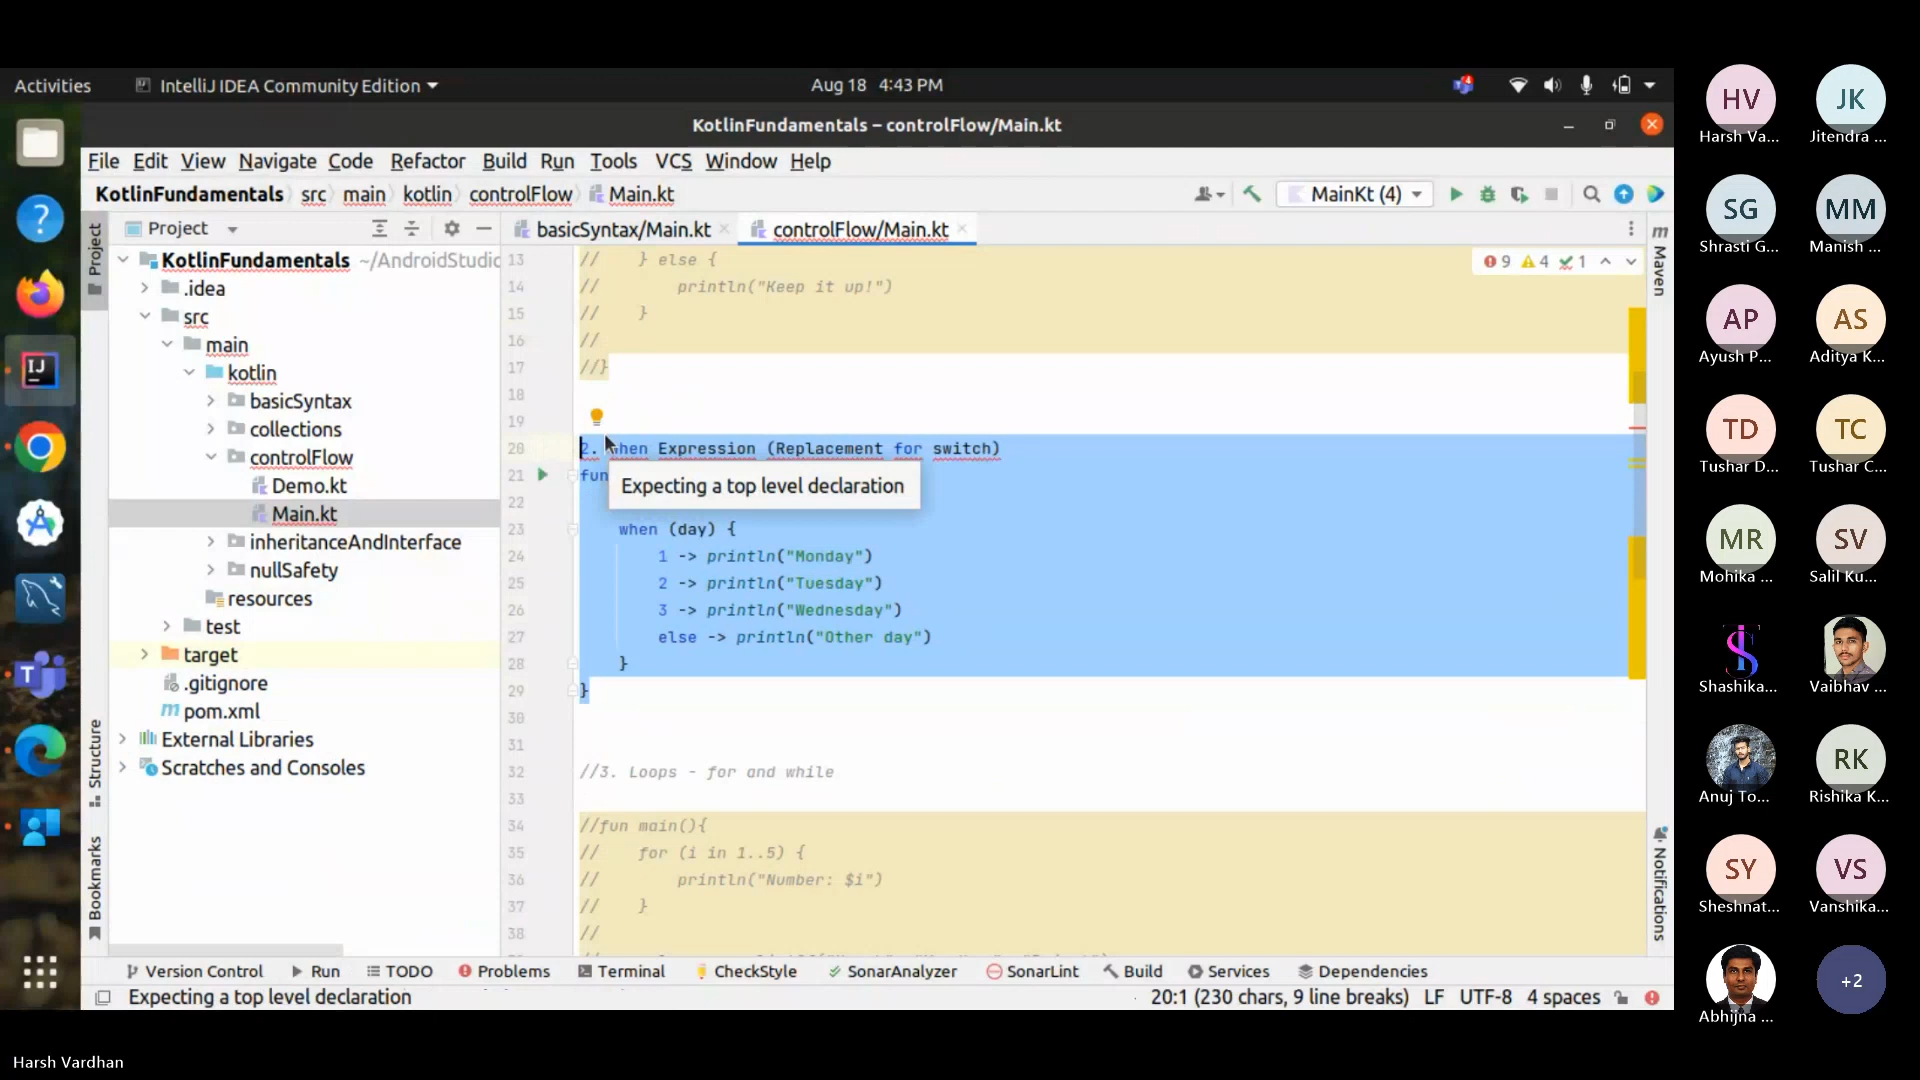 Activities
IntelliJ IDEA Community Edition
Aug 18 4:43 PM
4
KotlinFundamentals – controlFlow/Main.kt
File Edit View Navigate Code Refactor Build Run Tools VCS Window Help
KotlinFundamentals src main kotlin controlFlow Main.kt
MainKt (4)
Project
basicSyntax/Main.kt
controlFlow/Main.kt
Project
Structure
Bookmarks
KotlinFundamentals ~/AndroidStudio
.idea
src
main
kotlin
basicSyntax
collections
controlFlow
Demo.kt
Main.kt
inheritanceAndInterface
nullSafety
resources
test
target
.gitignore
m pom.xml
External Libraries
Scratches and Consoles
9 4 1
13 // } else {
14 // println("Keep it up!")
15 // }
16 //
17 //}
18
19
20 2. When Expression (Replacement for switch)
21 fun
Expecting a top level declaration
22
23 when (day) {
24 1 -> println("Monday")
25 2 -> println("Tuesday")
26 3 -> println("Wednesday")
27 else -> println("Other day")
28 }
29 }
30
31
32 //3. Loops - for and while
33
34 //fun main(){
35 // for (i in 1..5) {
36 // println("Number: $i")
37 // }
38 //
m Maven
Notifications
Version Control Run TODO Problems Terminal CheckStyle SonarAnalyzer SonarLint Build Services Dependencies
Expecting a top level declaration
20:1 (230 chars, 9 line breaks) LF UTF-8 4 spaces
HV
Harsh Va...
JK
Jitendra ...
SG
Shrasti G...
MM
Manish ...
AP
Ayush P...
AS
Aditya K...
TD
Tushar D...
TC
Tushar C...
MR
Mohika ...
SV
Salil Ku...
Shashika...
Vaibhav ...
Anuj To...
RK
Rishika K...
SY
Sheshnat...
VS
Vanshika...
Abhijna ...
+2
Harsh Vardhan